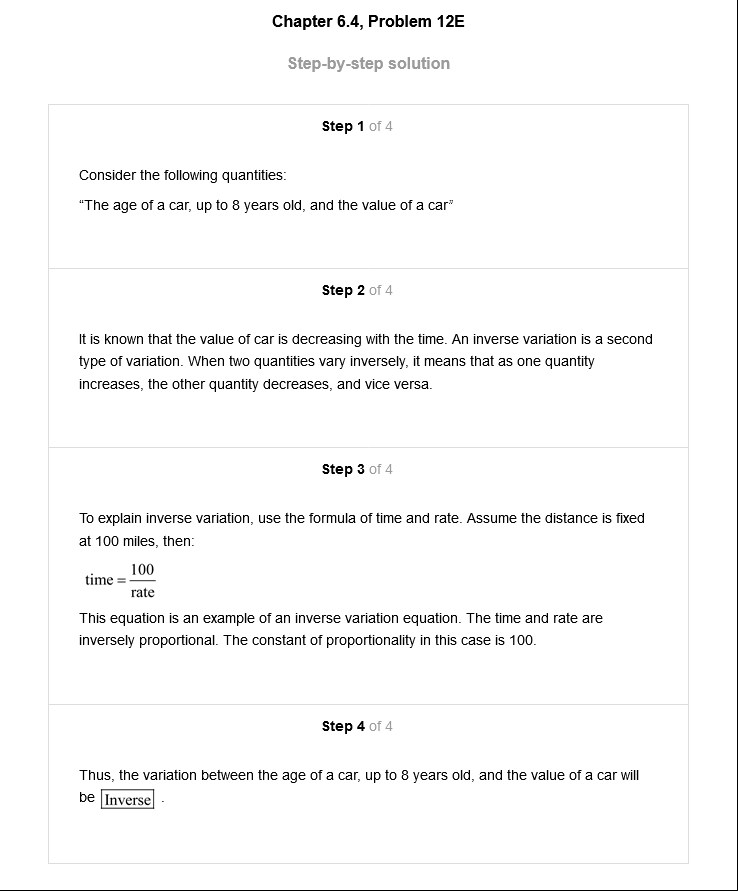 Chapter 6.4, Problem 12E
Step-by-step solution
Step 1 of 4
Consider the following quantities:
“The age of a car, up to 8 years old, and the value of a car”
Step 2 of 4
It is known that the value of car is decreasing with the time. An inverse variation is a second
type of variation. When two quantities vary inversely, it means that as one quantity
increases, the other quantity decreases, and vice versa.
Step 3 of 4
To explain inverse variation, use the formula of time and rate. Assume the distance is fixed
at 100 miles, then:
time = 100
rate
This equation is an example of an inverse variation equation. The time and rate are
inversely proportional. The constant of proportionality in this case is 100.
Step 4 of 4
Thus, the variation between the age of a car, up to 8 years old, and the value of a car will
be Inverse .